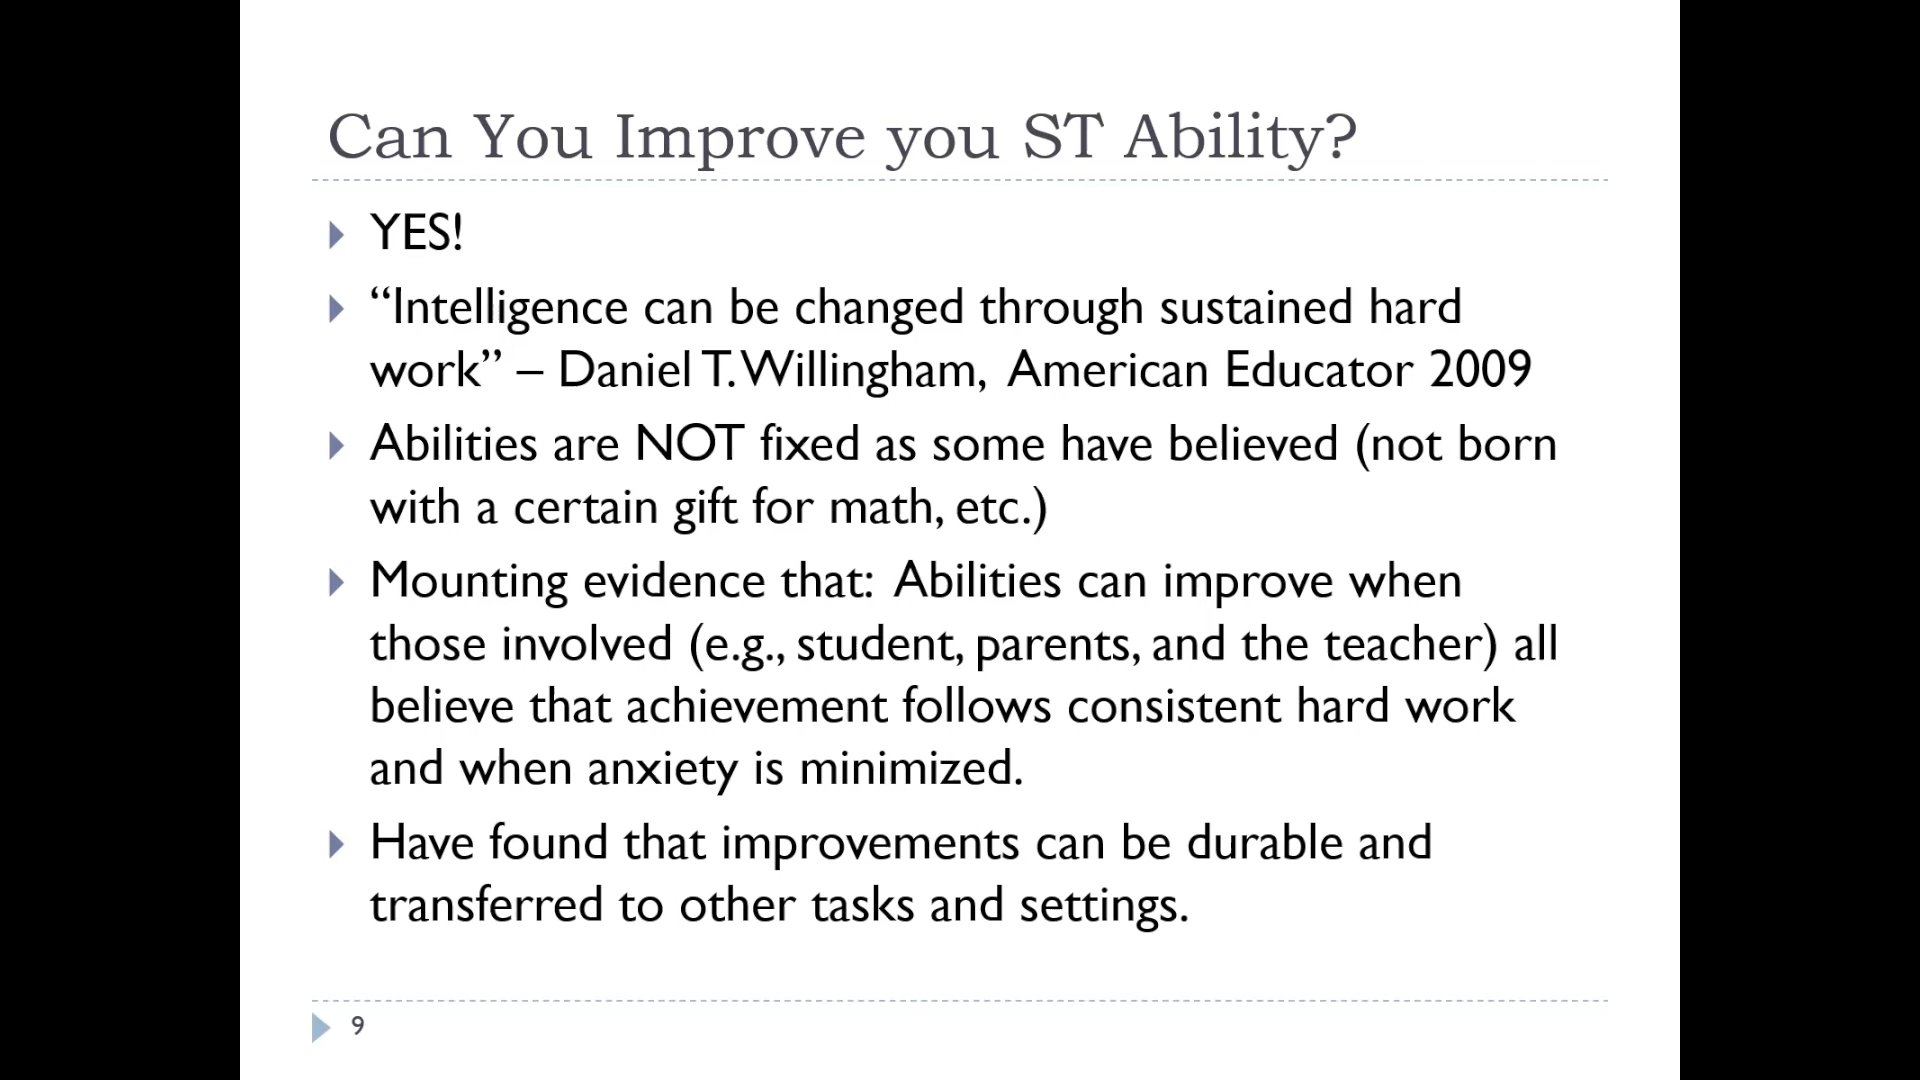 Can You Improve you ST Ability?
YES!
“Intelligence can be changed through sustained hard
work” – Daniel T. Willingham, American Educator 2009
Abilities are NOT fixed as some have believed (not born
with a certain gift for math, etc.)
Mounting evidence that: Abilities can improve when
those involved (e.g., student, parents, and the teacher) all
believe that achievement follows consistent hard work
and when anxiety is minimized.
Have found that improvements can be durable and
transferred to other tasks and settings.
9